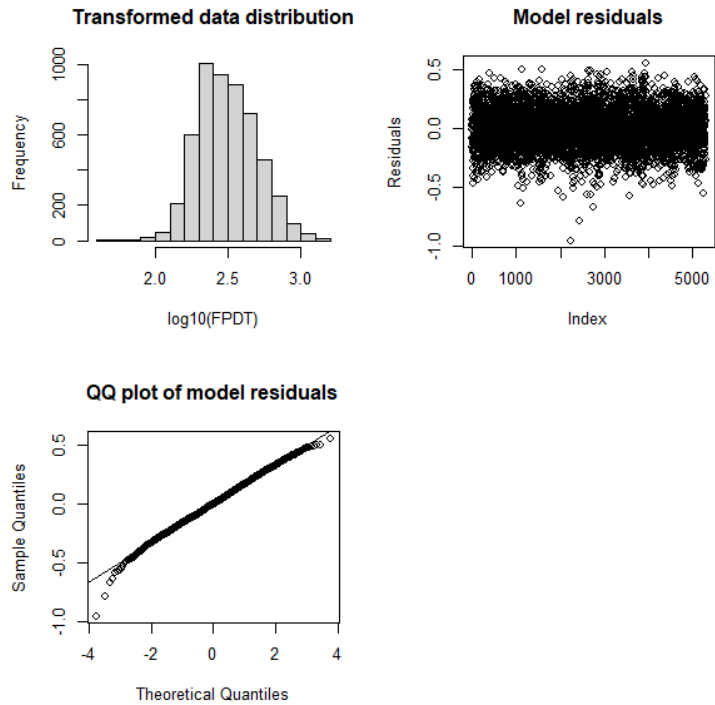 Transformed data distribution
Frequency
0 200 600 1000
2.0 2.5 3.0
log10(FPDT)
Model residuals
Residuals
-1.0 -0.5 0.0 0.5
0 1000 3000 5000
Index
QQ plot of model residuals
Sample Quantiles
-1.0 -0.5 0.0 0.5
-4 -2 0 2 4
Theoretical Quantiles